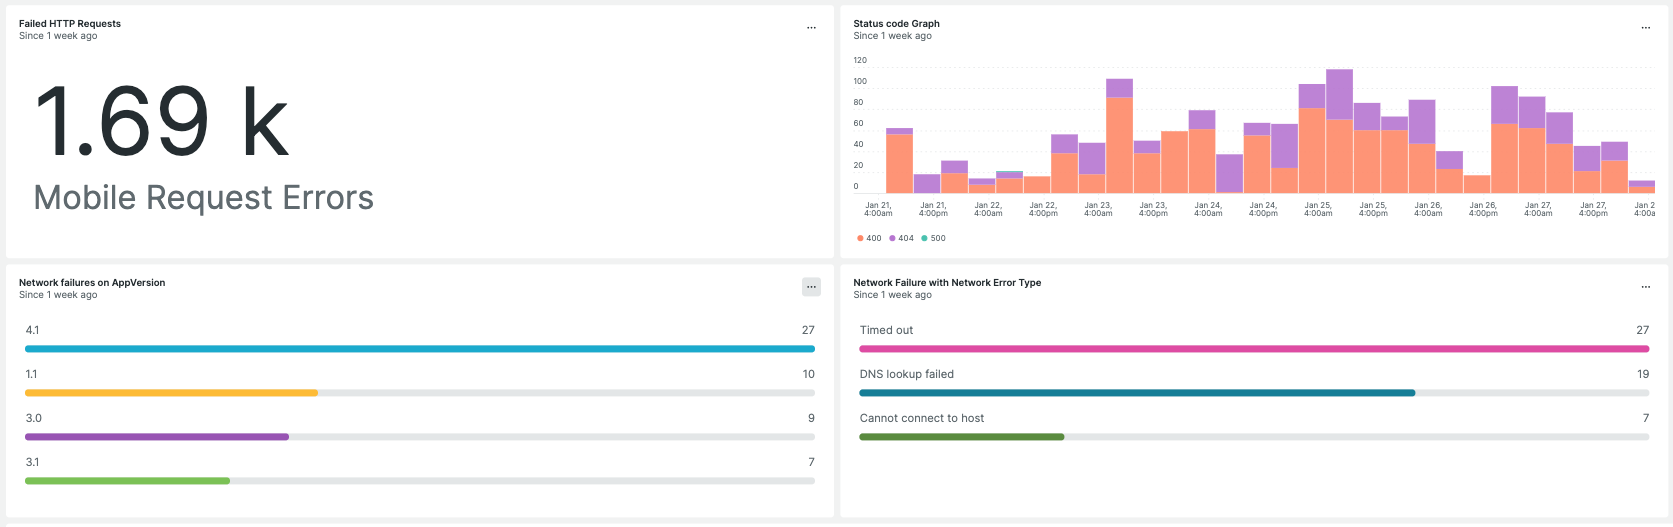 Failed HTTP Requests
Since 1 week ago
...
1.69 k
Mobile Request Errors
Status code Graph
Since 1 week ago
...
120
100
80
60
40
20
0
Jan 21,
4:00am
Jan 21,
4:00pm
Jan 22,
4:00am
Jan 22,
4:00pm
Jan 23,
4:00am
Jan 23,
4:00pm
Jan 24,
4:00am
Jan 24,
4:00pm
Jan 25,
4:00am
Jan 25,
4:00pm
Jan 26,
4:00am
Jan 26,
4:00pm
Jan 27,
4:00am
Jan 27,
4:00pm
Jan 2
4:00a
400 404 500
Network failures on AppVersion
Since 1 week ago
...
4.1 27
1.1 10
3.0 9
3.1 7
Network Failure with Network Error Type
Since 1 week ago
...
Timed out 27
DNS lookup failed 19
Cannot connect to host 7